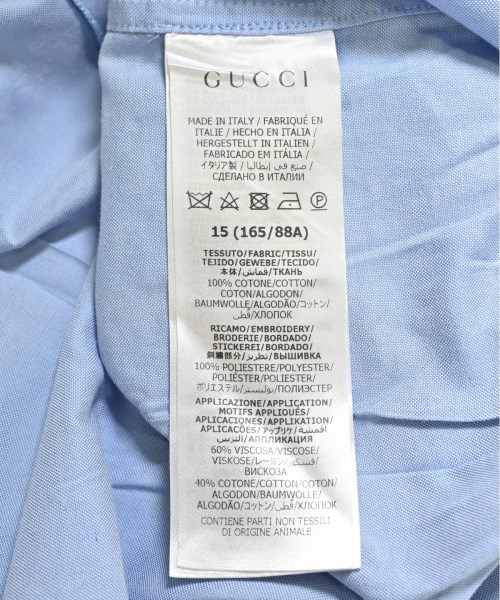 GUCCI
MADE IN ITALY / FABRIQUÉ EN
ITALIE / HECHO EN ITALIA /
HERGESTELLT IN ITALIEN /
FABRICADO EM ITÁLIA /
イタリア製 / صنع في إيطاليا /
СДЕЛАНО В ИТАЛИИ
P
15 (165/88A)
TESSUTO/FABRIC/TISSU/
TEJIDO/GEWEBE/TECIDO/
本体/قماش/ТКАНЬ
100% COTONE/COTTON/
COTON/ALGODON/
BAUMWOLLE/ALGODÃO/コットン/
قطن/ХЛОПОК
RICAMO/EMBROIDERY/
BRODERIE/BORDADO/
STICKEREI/BORDADO/
刺繍部分/تطريز/ВЫШИВКА
100% POLIESTERE/POLYESTER/
POLIÉSTER/POLYESTER/
ポリエステル/بوليستر/ПОЛИЭСТЕР
APPLICAZIONE/APPLICATION/
MOTIFS APPLIQUÉS/
APLICACIONES/APPLIKATION/
APLICAÇÕES/アップリケ/أقمشة
التزيين/АППЛИКАЦИЯ
60% VISCOSA/VISCOSE/
VISKOSE/レーヨン/فسكوز/
ВИСКОЗА
40% COTONE/COTTON/COTON/
ALGODON/BAUMWOLLE/
ALGODÃO/コットン/قطن/ХЛОПОК
CONTIENE PARTI NON TESSILI
DI ORIGINE ANIMALE